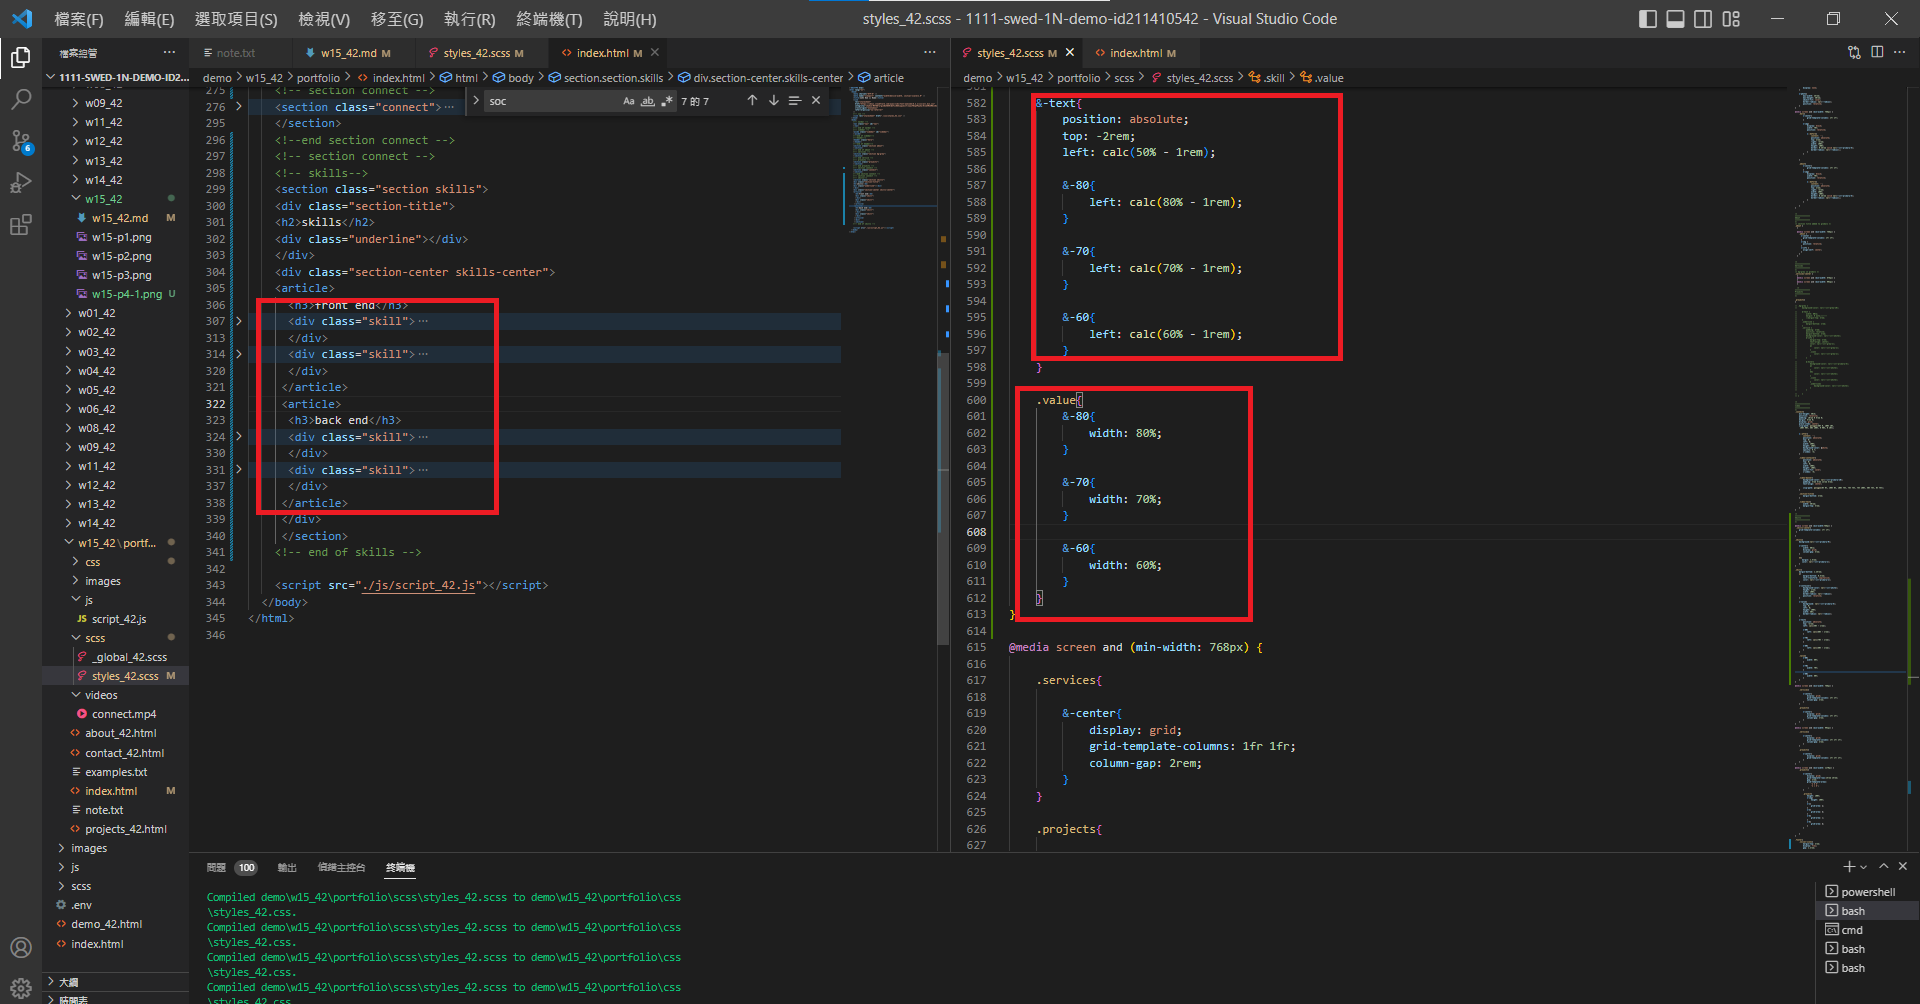 檔案(F) 編輯(E) 選取項目(S) 檢視(V) 移至(G) 執行(R) 終端機(T) 說明(H)
styles_42.scss - 1111-swed-1N-demo-id211410542 - Visual Studio Code
檔案總管
1111-SWED-1N-DEMO-ID2...
w09_42
w11_42
w12_42
w13_42
w14_42
w15_42
w15_42.md M
w15-p1.png
w15-p2.png
w15-p3.png
w15-p4-1.png U
w01_42
w02_42
w03_42
w04_42
w05_42
w06_42
w08_42
w09_42
w11_42
w12_42
w13_42
w14_42
w15_42\portf...
css
images
js
JS script_42.js
scss
_global_42.scss
styles_42.scss M
videos
connect.mp4
about_42.html
contact_42.html
examples.txt
index.html M
note.txt
projects_42.html
images
js
scss
.env
demo_42.html
index.html
大綱
時間表
6
note.txt
w15_42.md M
styles_42.scss M
index.html M
demo > w15_42 > portfolio > index.html > html > body > section.section.skills > div.section-center.skills-center > article
soc
Aa ab 7 的 7
275 <!-- section connect -->
276 <section class="connect">⋯
295 </section>
296 <!--end section connect -->
297 <!-- section connect -->
298 <!-- skills-->
299 <section class="section skills">
300 <div class="section-title">
301 <h2>skills</h2>
302 <div class="underline"></div>
303 </div>
304 <div class="section-center skills-center">
305 <article>
306 <h3>front end</h3>
307 <div class="skill">⋯
313 </div>
314 <div class="skill">⋯
320 </div>
321 </article>
322 <article>
323 <h3>back end</h3>
324 <div class="skill">⋯
330 </div>
331 <div class="skill">⋯
337 </div>
338 </article>
339 </div>
340 </section>
341 <!-- end of skills -->
342
343 <script src="./js/script_42.js"></script>
344 </body>
345 </html>
346
styles_42.scss M
index.html M
demo > w15_42 > portfolio > scss > styles_42.scss > .skill > .value
581
582 &-text{
583 position: absolute;
584 top: -2rem;
585 left: calc(50% - 1rem);
586
587 &-80{
588 left: calc(80% - 1rem);
589 }
590
591 &-70{
592 left: calc(70% - 1rem);
593 }
594
595 &-60{
596 left: calc(60% - 1rem);
597 }
598 }
599
600 .value{
601 &-80{
602 width: 80%;
603 }
604
605 &-70{
606 width: 70%;
607 }
608
609 &-60{
610 width: 60%;
611 }
612 }
613 }
614
615 @media screen and (min-width: 768px) {
616
617 .services{
618
619 &-center{
620 display: grid;
621 grid-template-columns: 1fr 1fr;
622 column-gap: 2rem;
623 }
624 }
625
626 .projects{
627
問題 100 輸出 偵錯主控台 終端機
Compiled demo\w15_42\portfolio\scss\styles_42.scss to demo\w15_42\portfolio\css
\styles_42.css.
Compiled demo\w15_42\portfolio\scss\styles_42.scss to demo\w15_42\portfolio\css
\styles_42.css.
Compiled demo\w15_42\portfolio\scss\styles_42.scss to demo\w15_42\portfolio\css
\styles_42.css.
Compiled demo\w15_42\portfolio\scss\styles_42.scss to demo\w15_42\portfolio\css
\styles_42.css.
powershell
bash
cmd
bash
bash